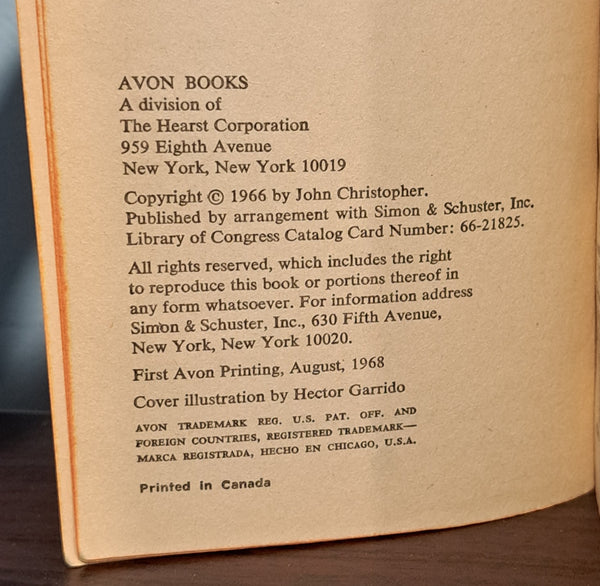 AVON BOOKS
A division of
The Hearst Corporation
959 Eighth Avenue
New York, New York 10019
Copyright © 1966 by John Christopher.
Published by arrangement with Simon & Schuster, Inc.
Library of Congress Catalog Card Number: 66-21825.
All rights reserved, which includes the right
to reproduce this book or portions thereof in
any form whatsoever. For information address
Simon & Schuster, Inc., 630 Fifth Avenue,
New York, New York 10020.
First Avon Printing, August, 1968
Cover illustration by Hector Garrido
AVON TRADEMARK REG. U.S. PAT. OFF. AND
FOREIGN COUNTRIES, REGISTERED TRADEMARK—
MARCA REGISTRADA, HECHO EN CHICAGO, U.S.A.
Printed in Canada